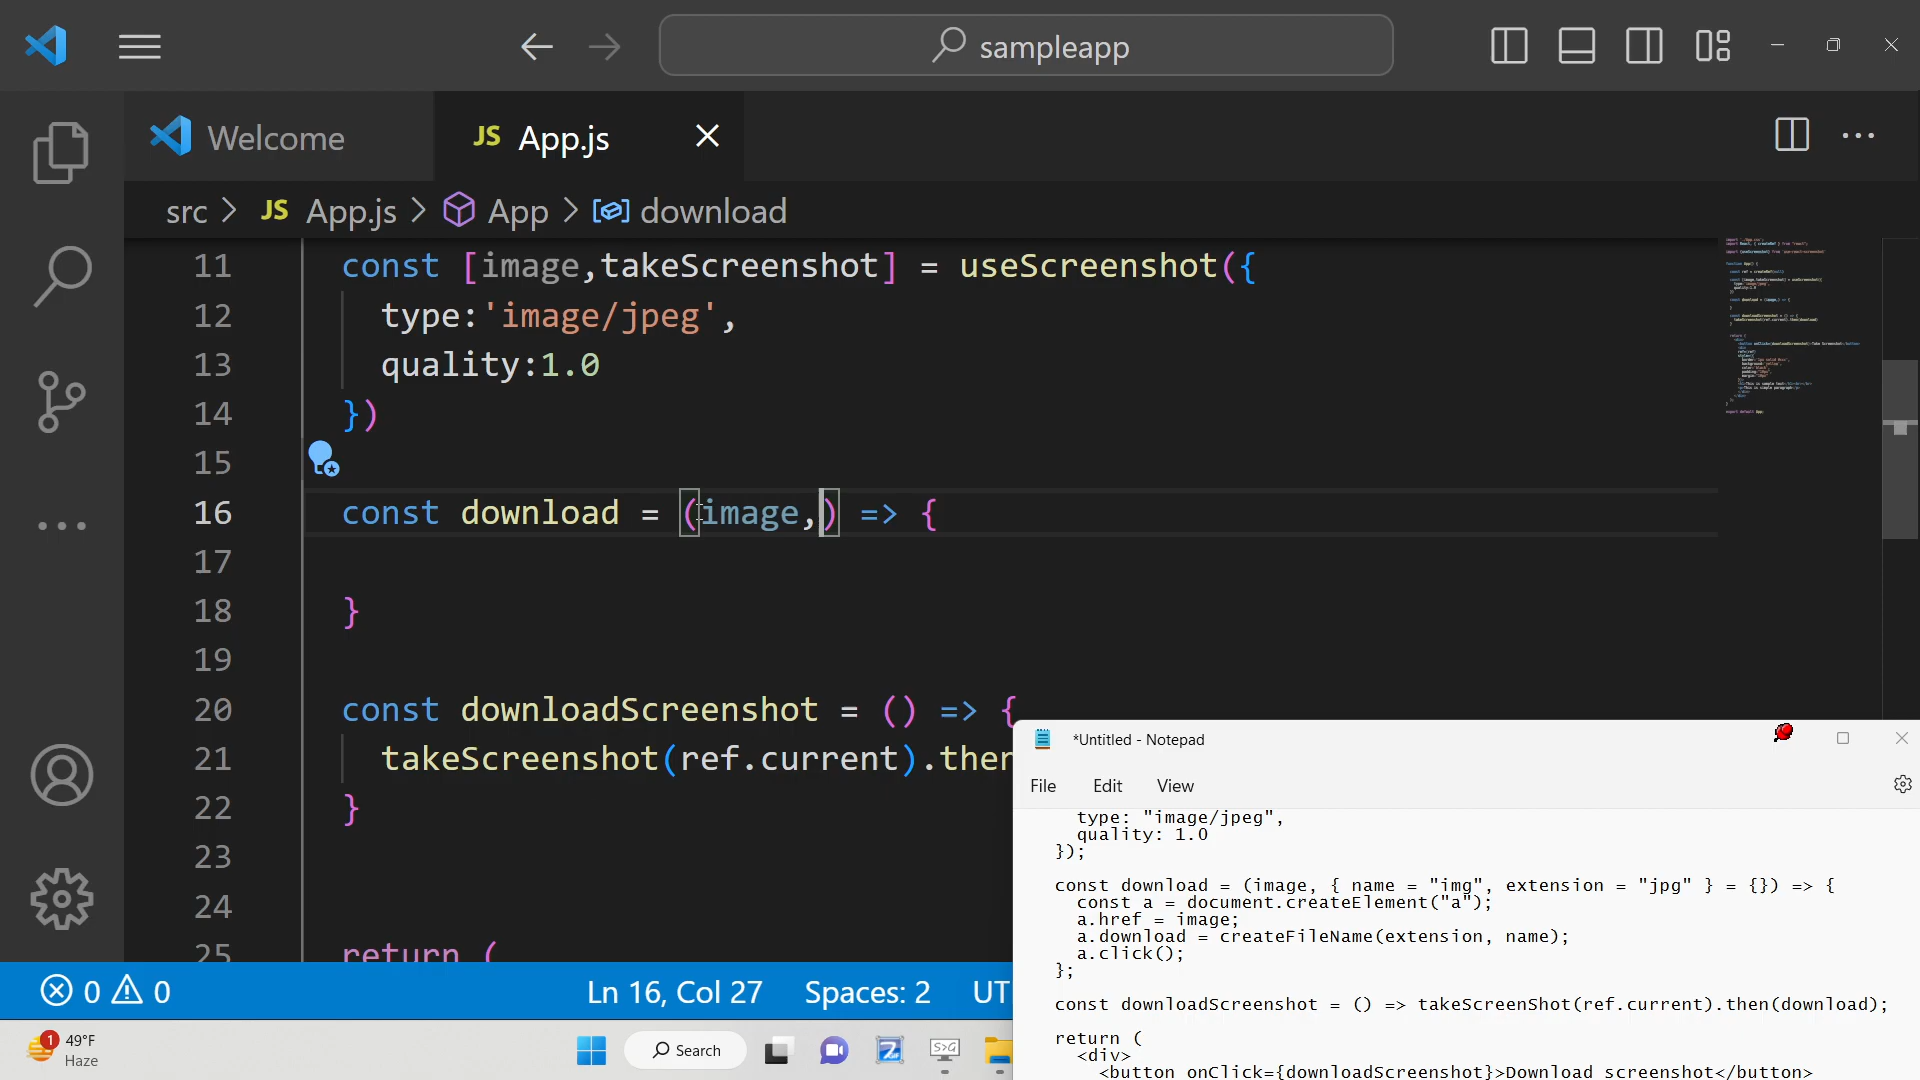 sampleapp
Welcome
JS App.js
src > JS App.js > App > download
11 const [image,takeScreenshot] = useScreenshot({
12 type:'image/jpeg',
13 quality:1.0
14 })
15
16 const download = (image,) => {
17
18 }
19
20 const downloadScreenshot = () => {
21 takeScreenshot(ref.current).then
22 }
23
24
25 return (
*Untitled - Notepad
File Edit View
type: "image/jpeg",
quality: 1.0
});
const download = (image, { name = "img", extension = "jpg" } = {}) => {
const a = document.createElement("a");
a.href = image;
a.download = createFileName(extension, name);
a.click();
};
const downloadScreenshot = () => takeScreenShot(ref.current).then(download);
return (
<div>
<button onClick={downloadScreenshot}>Download screenshot</button>
0 0 Ln 16, Col 27 Spaces: 2 UT
1 49°F
Haze
Search